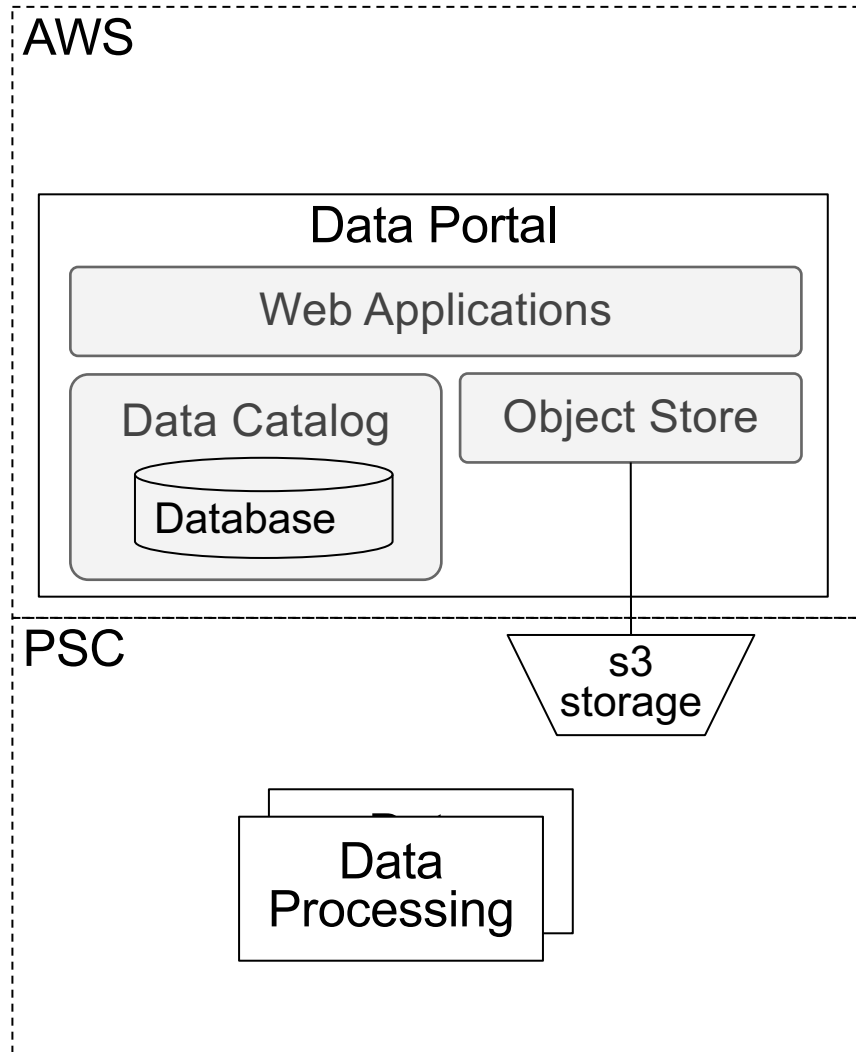 AWS
Data Portal
Web Applications
Data Catalog
Object Store
Database
PSC
s3
storage
Data
Processing